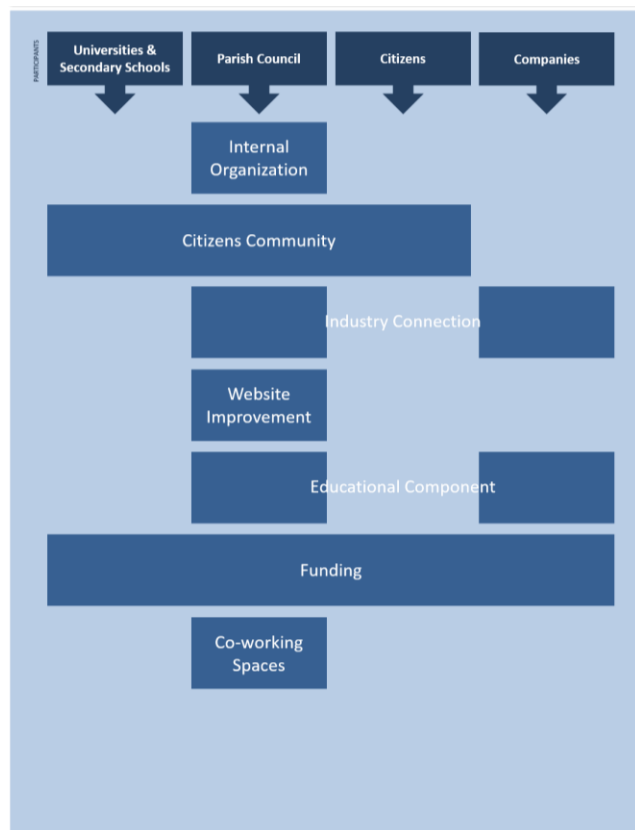 PARTICIPANTS
Universities &
Secondary Schools
Parish Council
Citizens
Companies
Internal
Organization
Citizens Community
Industry Connection
Website
Improvement
Educational Component
Funding
Co-working
Spaces